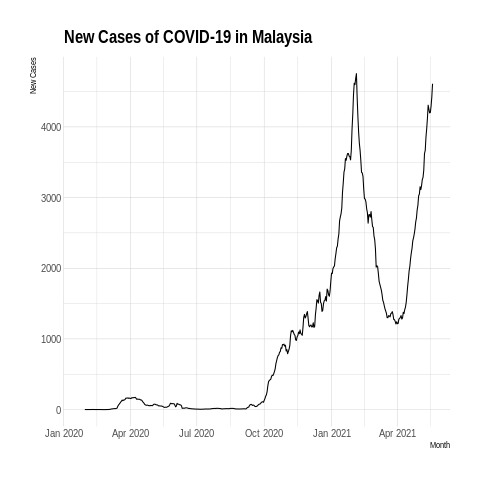 New Cases of COVID-19 in Malaysia
New Cases
4000
3000
2000
1000
0
Jan 2020 Apr 2020 Jul 2020 Oct 2020 Jan 2021 Apr 2021
Month